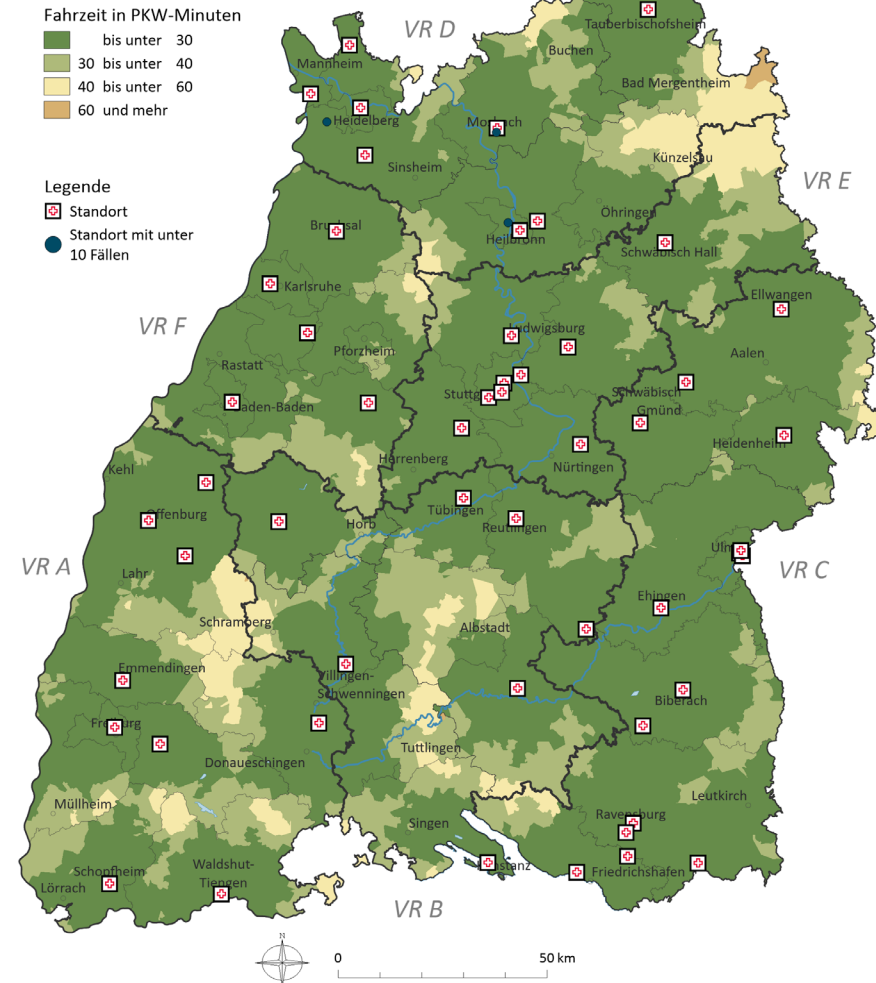 Fahrzeit in PKW-Minuten
bis unter 30
30 bis unter 40
40 bis unter 60
60 und mehr
Legende
Standort
Standort mit unter
10 Fällen
VR D
Tauberbischofsheim
Buchen
Mannheim
Bad Mergentheim
Heidelberg
Mosbach
Künzelsau
Sinsheim
VR E
Öhringen
Bruchsal
Heilbronn
Schwäbisch Hall
Karlsruhe
Ellwangen
VR F
Ludwigsburg
Pforzheim
Aalen
Rastatt
Stuttg
Schwäbisch
Gmünd
Baden-Baden
Heidenheim
Herrenberg
Nürtingen
Kehl
Tübingen
Offenburg
Horb
Reutlingen
Ulm
VR A
Lahr
VR C
Ehingen
Schramberg
Albstadt
Emmendingen
Villingen-
Schwenningen
Biberach
Freiburg
Tuttlingen
Donaueschingen
Leutkirch
Müllheim
Ravensburg
Singen
Waldshut-
Tiengen
Schopfheim
Konstanz
Friedrichshafen
Lörrach
VR B
N
0 50 km